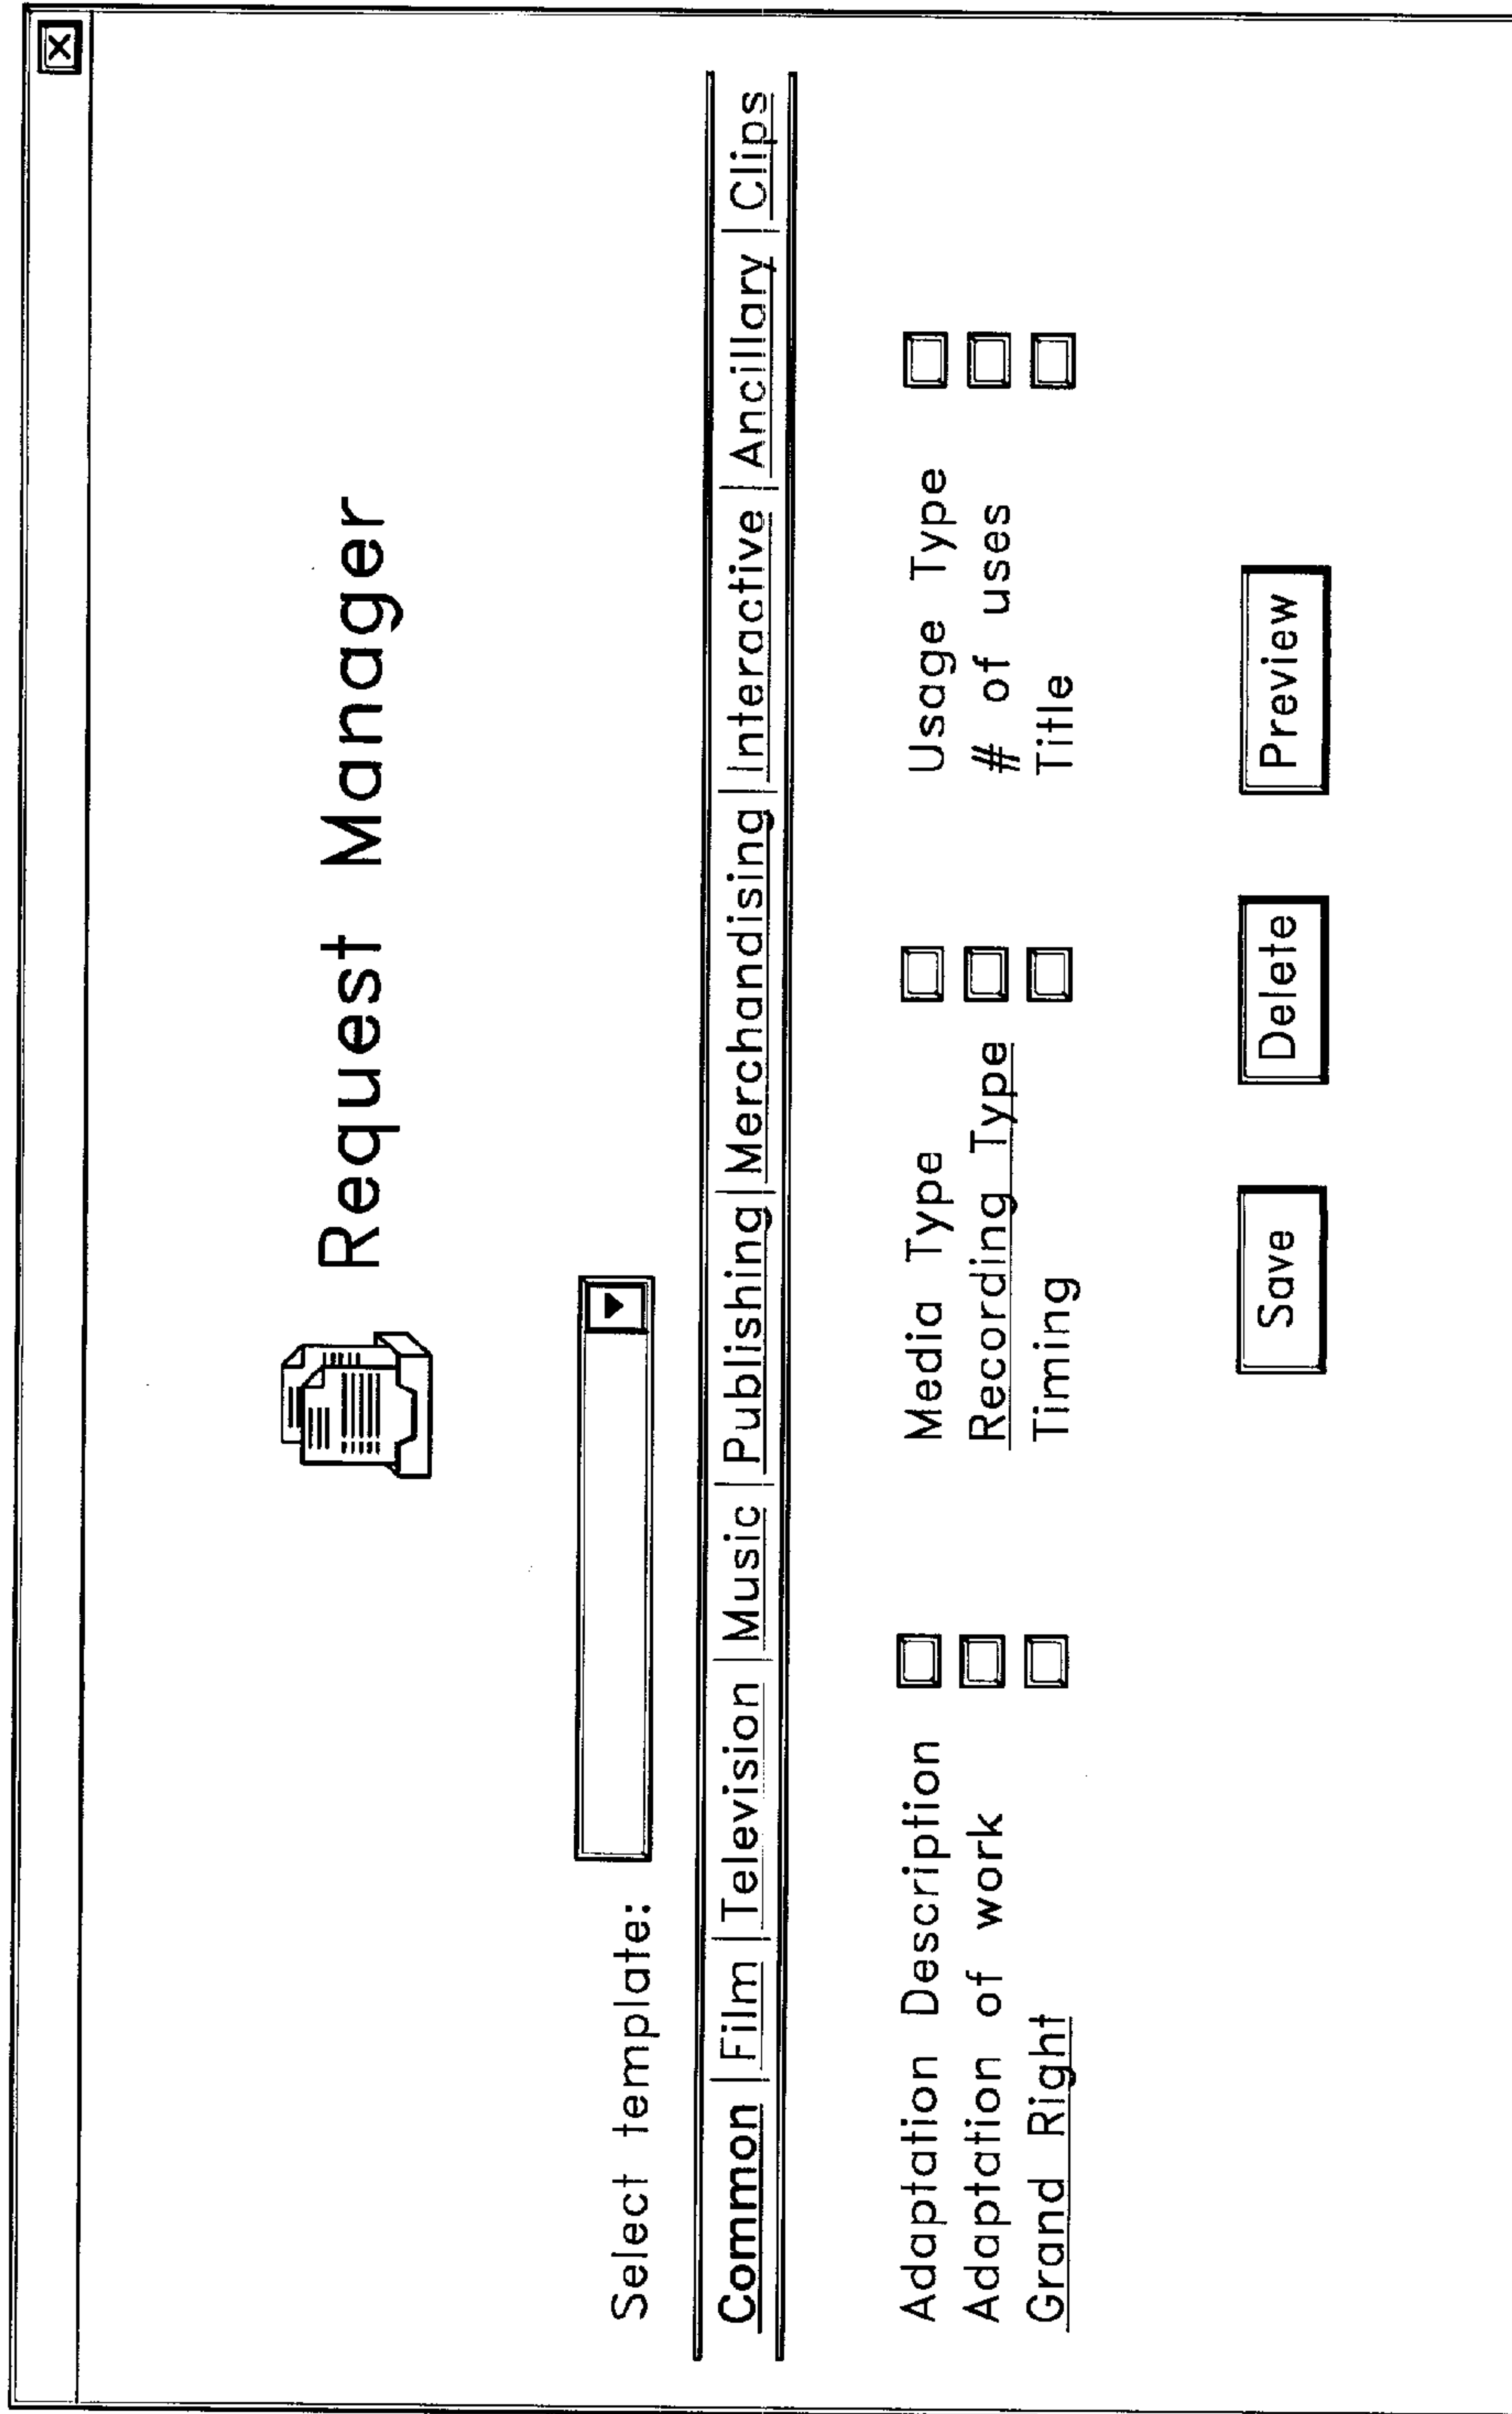 X
Request Manager
Select template:
Common | Film | Television | Music | Publishing | Merchandising | Interactive | Ancillary | Clips
Adaptation Description Media Type Usage Type
Adaptation of work Recording Type # of uses
Grand Right Timing Title
Save Delete Preview